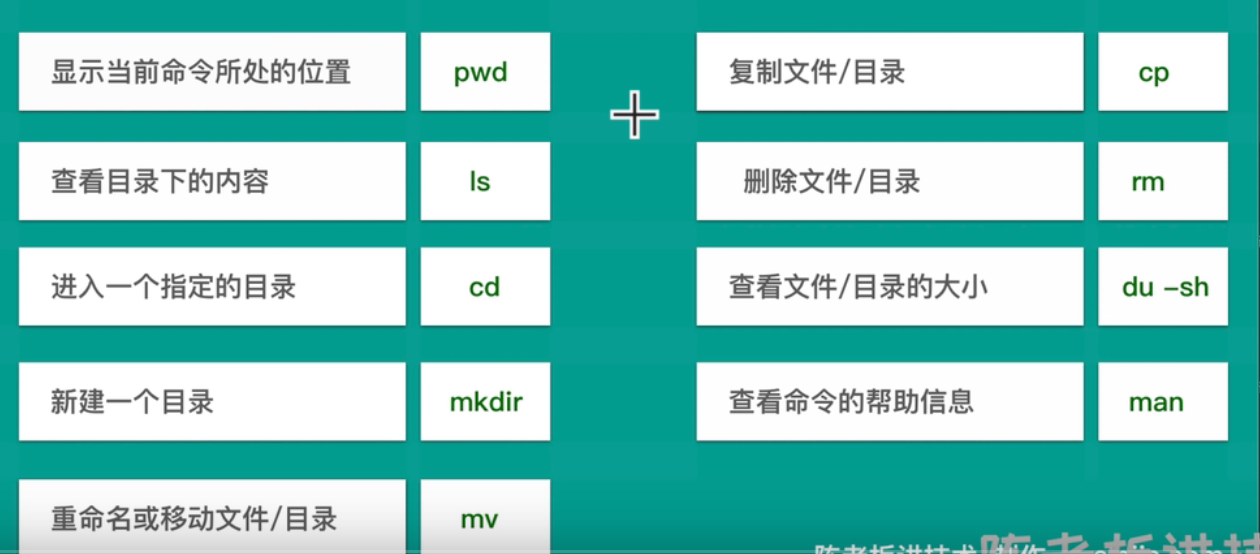 显示当前命令所处的位置 pwd
查看目录下的内容 ls
进入一个指定的目录 cd
新建一个目录 mkdir
重命名或移动文件/目录 mv
复制文件/目录 cp
删除文件/目录 rm
查看文件/目录的大小 du -sh
查看命令的帮助信息 man